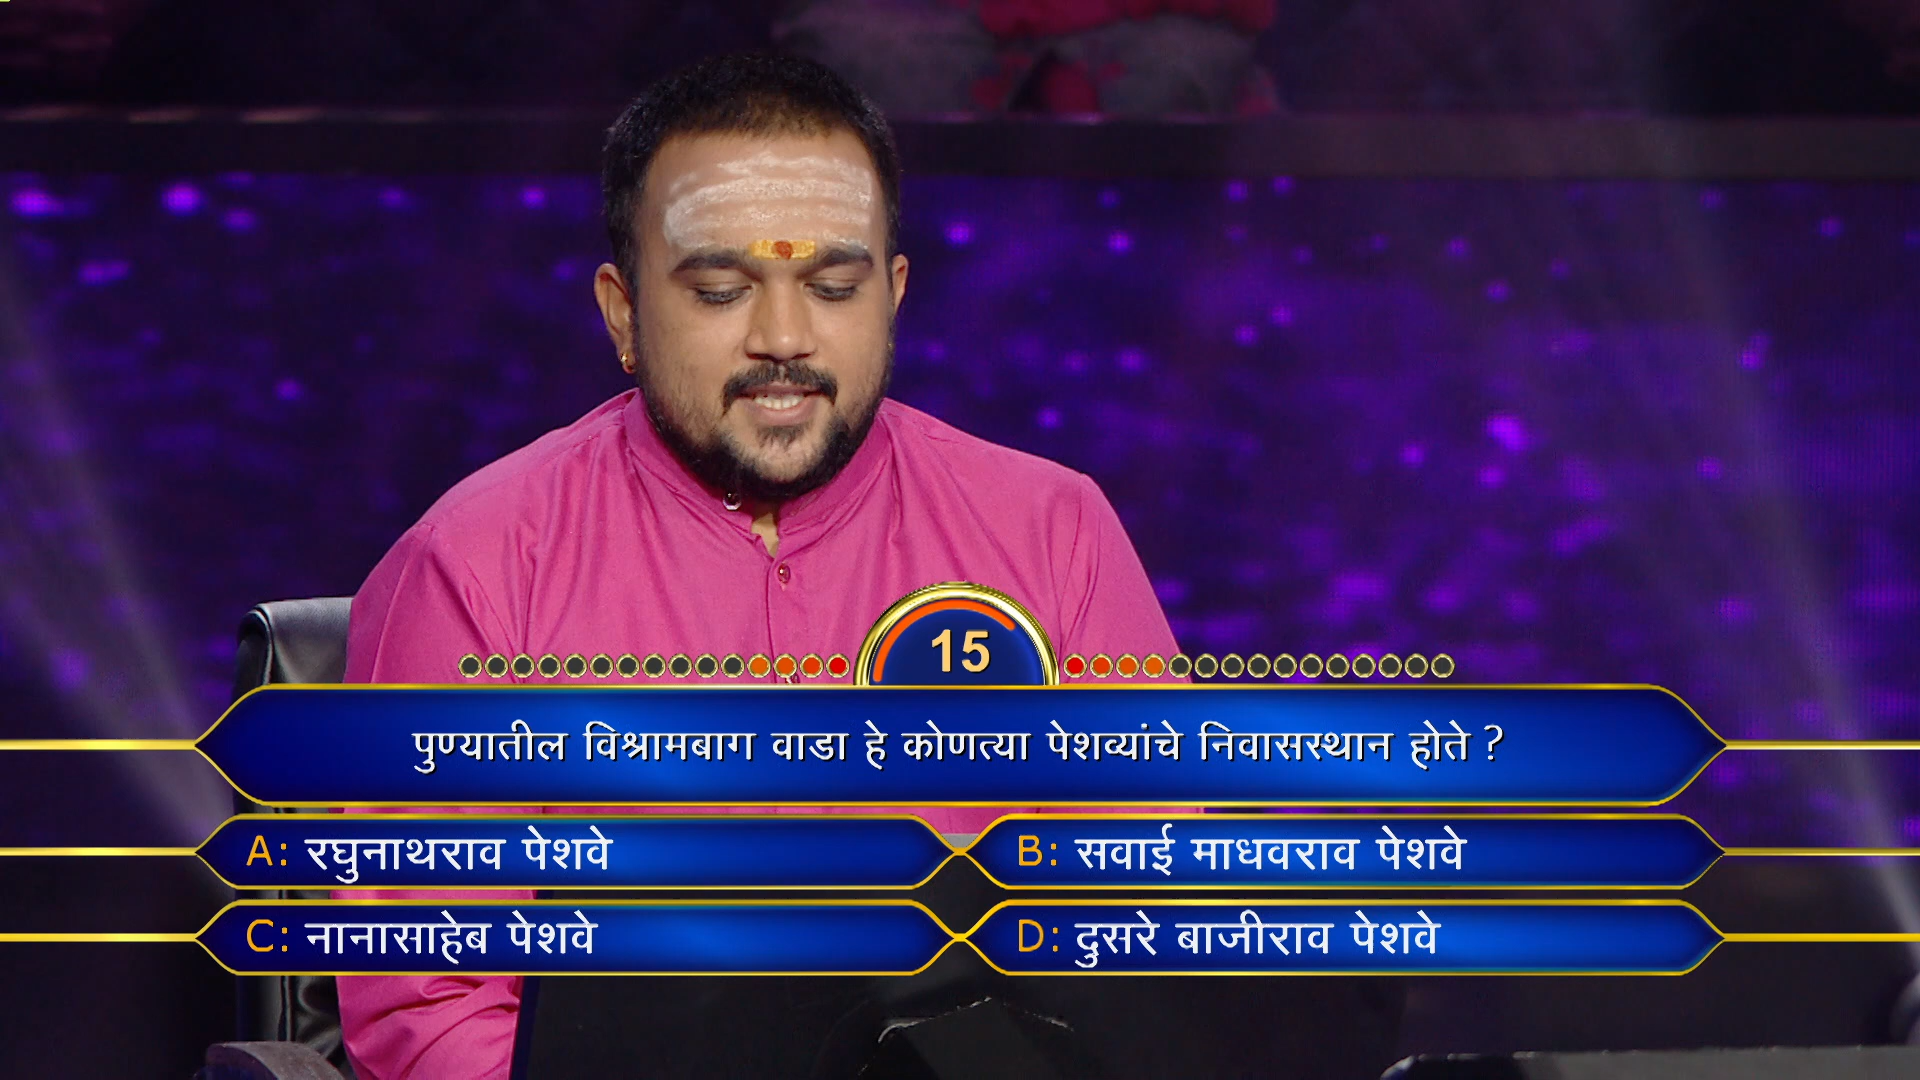 15
पुण्यातील विश्रामबाग वाडा हे कोणत्या पेशव्यांचे निवासस्थान होते ?
A: रघुनाथराव पेशवे
B: सवाई माधवराव पेशवे
C: नानासाहेब पेशवे
D: दुसरे बाजीराव पेशवे